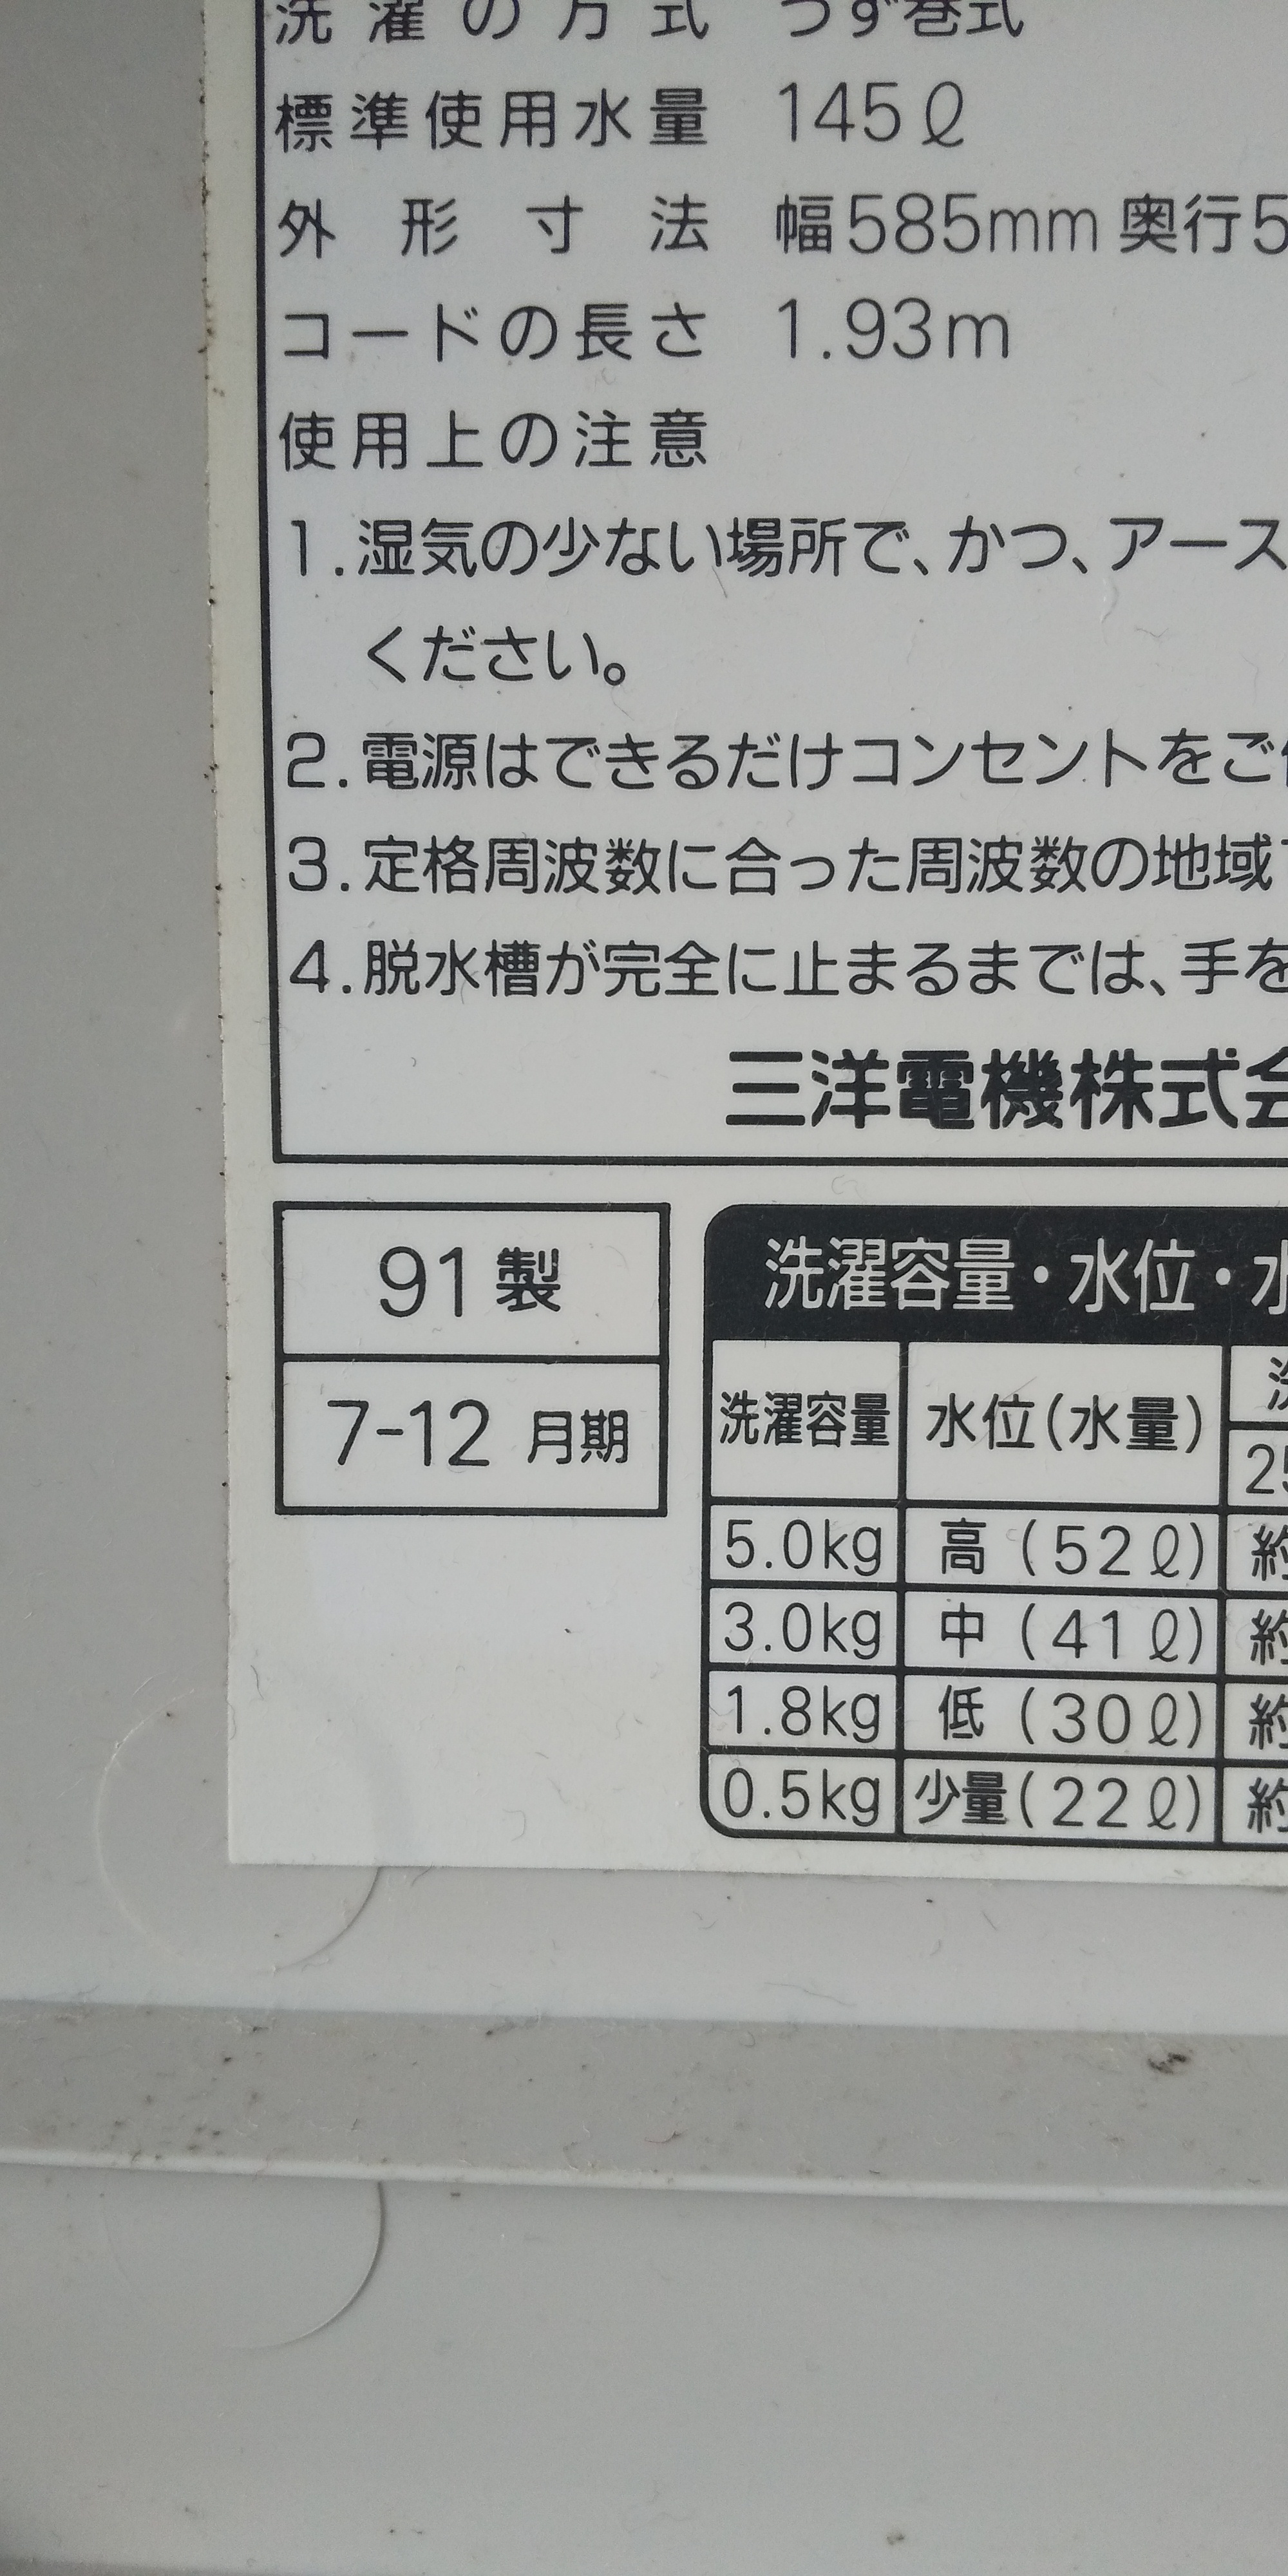 洗濯の方式 うず巻式
標準使用水量 145ℓ
外形寸法 幅585mm 奥行5
コードの長さ 1.93m
使用上の注意
1.湿気の少ない場所で、かつ、アース
ください。
2.電源はできるだけコンセントをご
3.定格周波数に合った周波数の地域
4.脱水槽が完全に止まるまでは、手を
三洋電機株式会
91製
7-12 月期
洗濯容量・水位・水
洗濯容量 水位(水量) 洗
25
5.0kg 高(52ℓ) 約
3.0kg 中(41ℓ) 約
1.8kg 低(30ℓ) 約
0.5kg 少量(22ℓ) 約